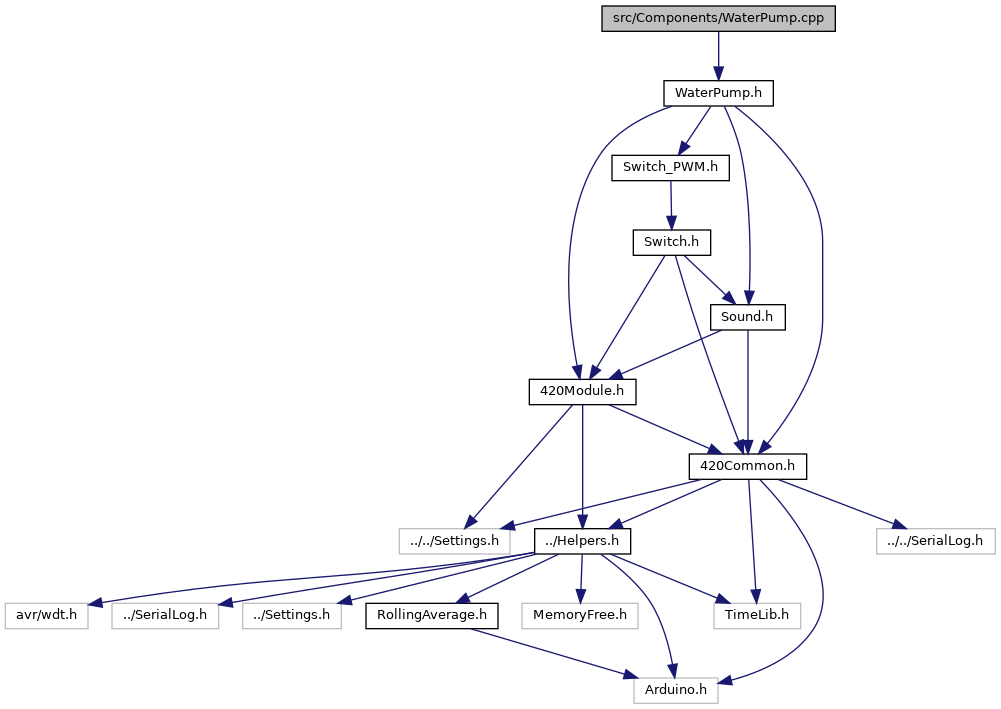 src/Components/WaterPump.cpp
WaterPump.h
Switch_PWM.h
Switch.h
Sound.h
420Module.h
420Common.h
../../Settings.h
../Helpers.h
../../SerialLog.h
avr/wdt.h
../SerialLog.h
../Settings.h
RollingAverage.h
MemoryFree.h
TimeLib.h
Arduino.h